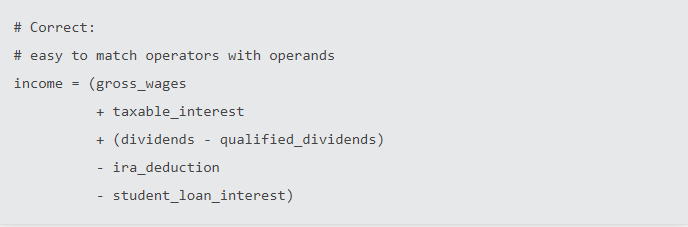 # Correct:
# easy to match operators with operands
income = (gross_wages
          + taxable_interest
          + (dividends - qualified_dividends)
          - ira_deduction
          - student_loan_interest)